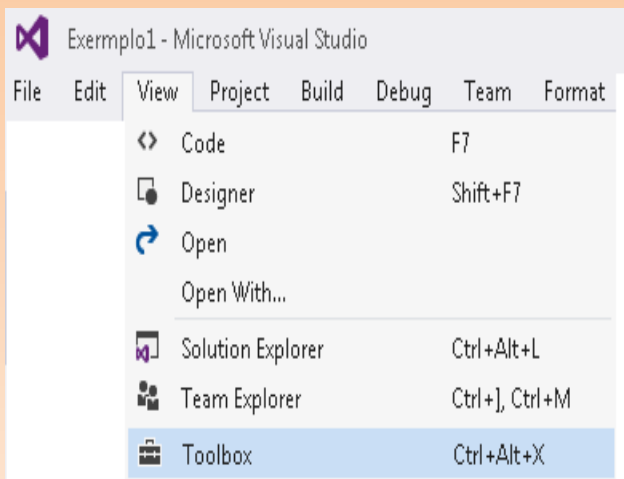 Exermplo1 - Microsoft Visual Studio
File Edit View Project Build Debug Team Format
Code F7
Designer Shift+F7
Open
Open With...
Solution Explorer Ctrl+Alt+L
Team Explorer Ctrl+], Ctrl+M
Toolbox Ctrl+Alt+X